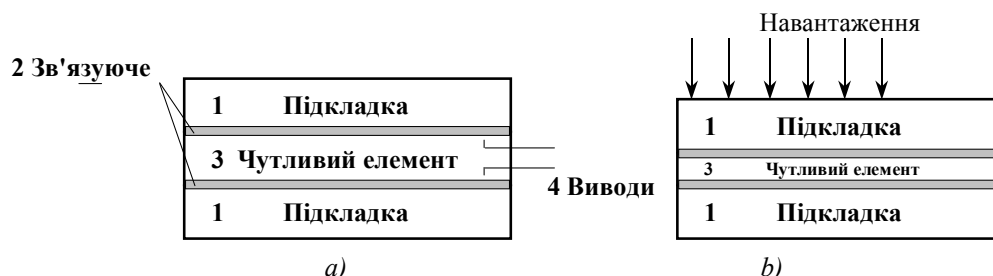 Навантаження
2 Зв'язуюче
1 Підкладка
3 Чутливий елемент
4 Виводи
1 Підкладка
a)
1 Підкладка
3 Чутливий елемент
1 Підкладка
b)